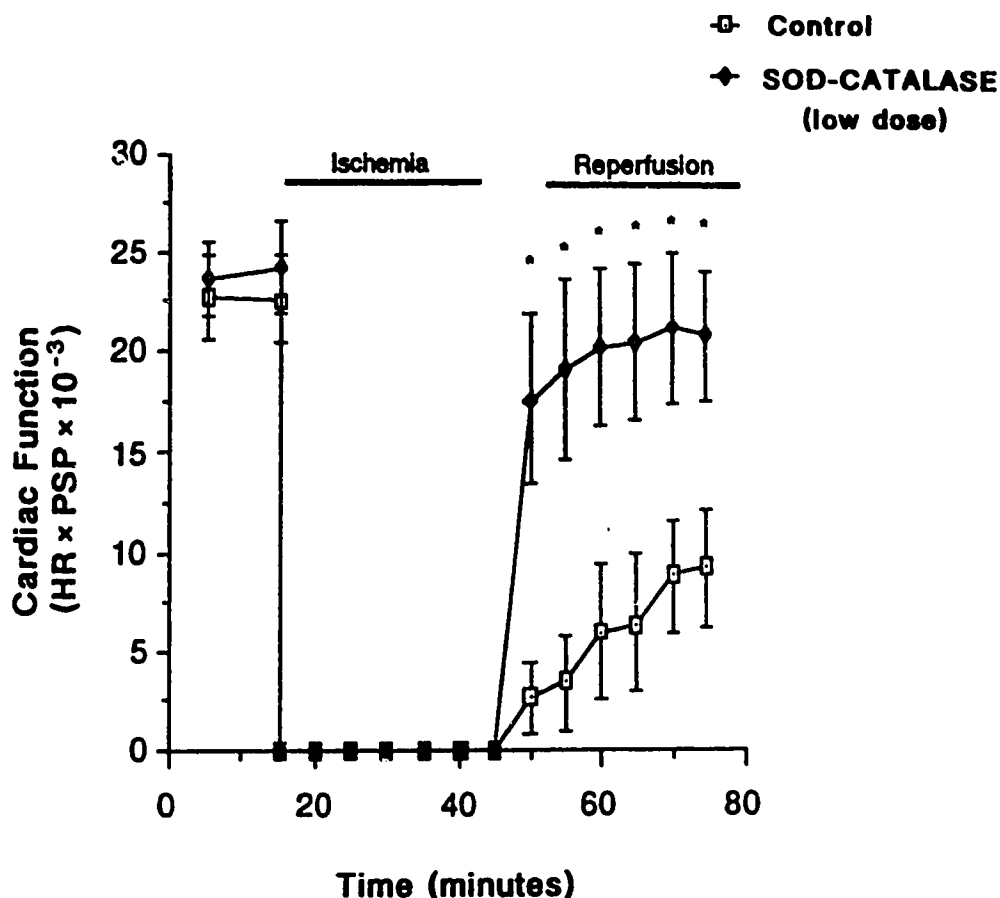 Control
SOD-CATALASE
(low dose)
30
25
20
15
10
5
0
Ischemia
Reperfusion
* * * * * *
Cardiac Function
(HR × PSP × 10⁻³)
0 20 40 60 80
Time (minutes)